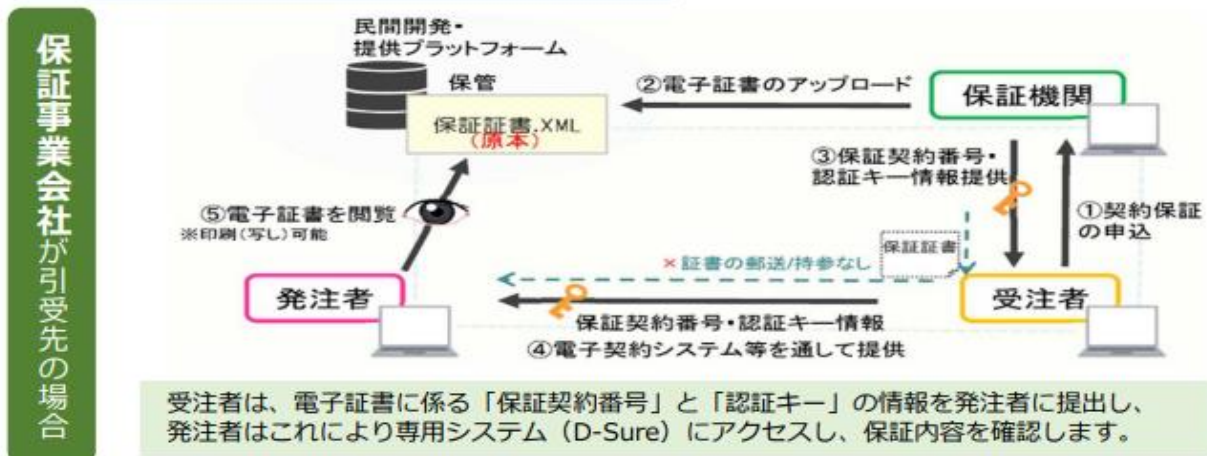 保証事業会社が引受先の場合
民間開発・
提供プラットフォーム
保管
保証証書.XML
(原本)
②電子証書のアップロード
保証機関
③保証契約番号・
認証キー情報提供
①契約保証
の申込
⑤電子証書を閲覧
※印刷(写し)可能
保証証書
×証書の郵送/持参なし
発注者
受注者
保証契約番号・認証キー情報
④電子契約システム等を通して提供
受注者は、電子証書に係る「保証契約番号」と「認証キー」の情報を発注者に提出し、
発注者はこれにより専用システム（D-Sure）にアクセスし、保証内容を確認します。